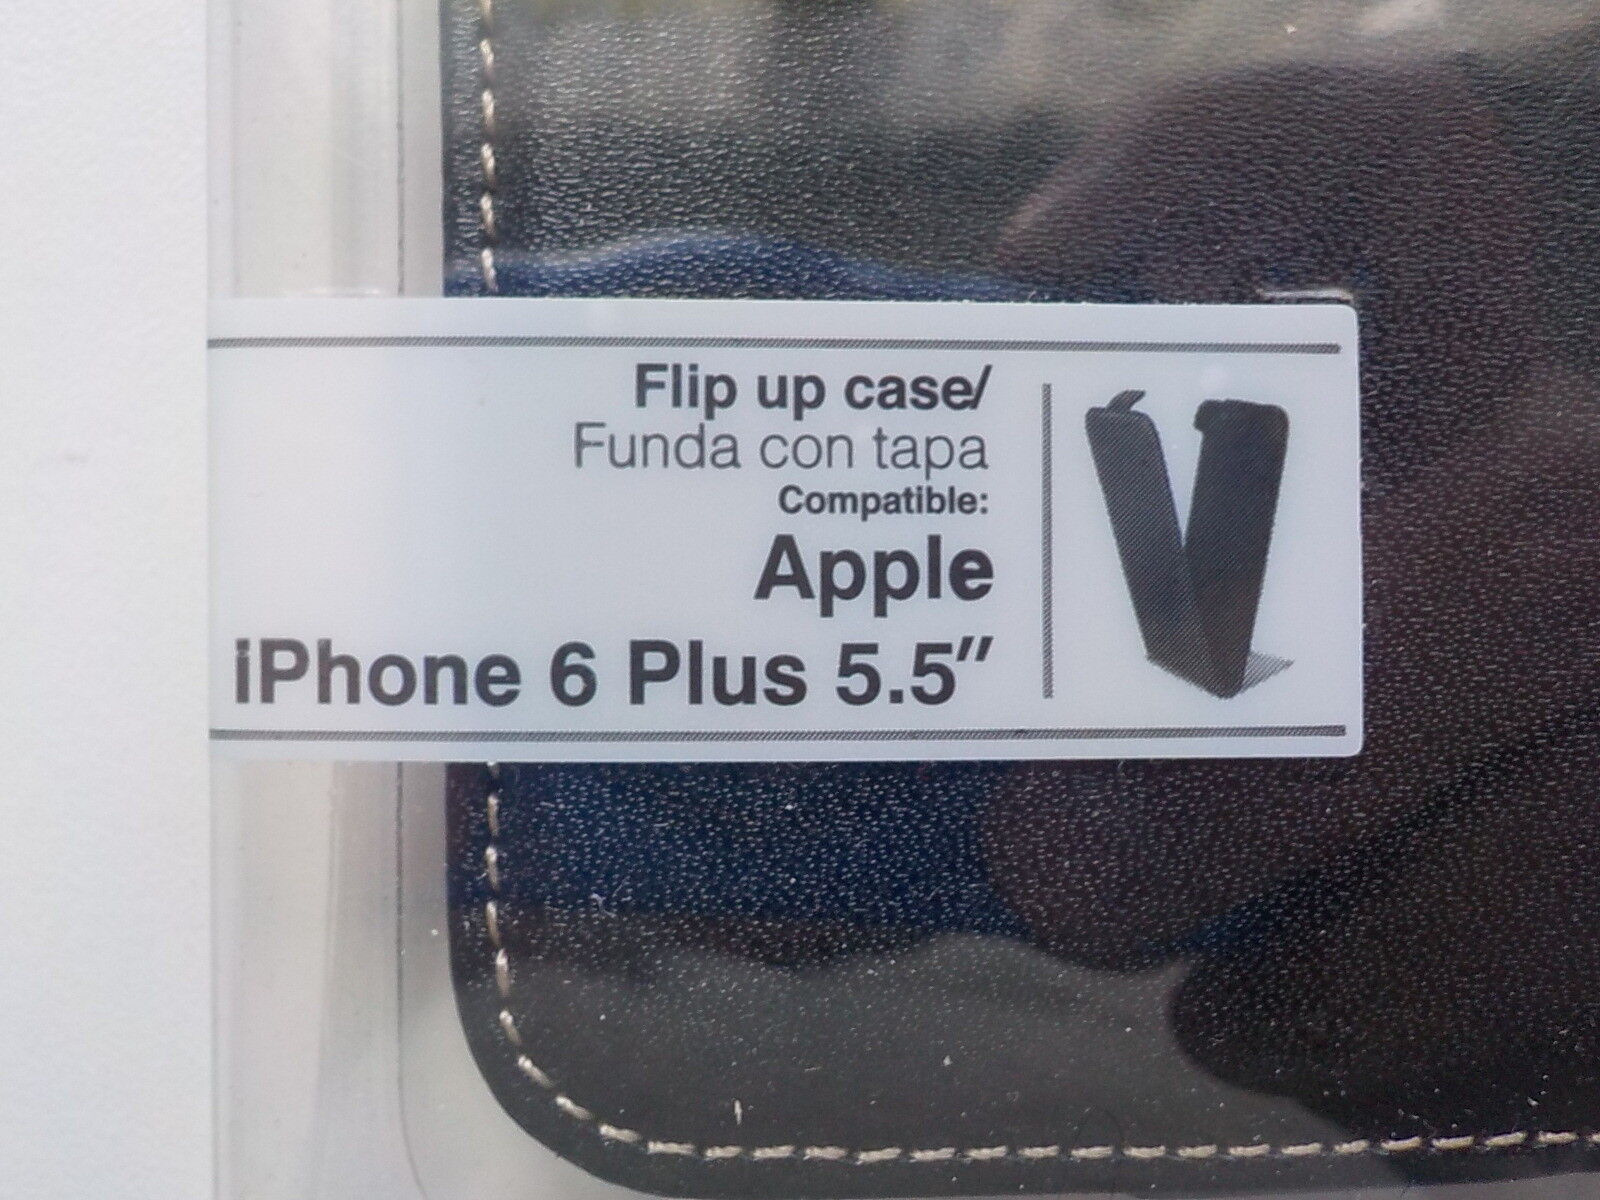 Flip up case/
Funda con tapa
Compatible:
Apple
iPhone 6 Plus 5.5"